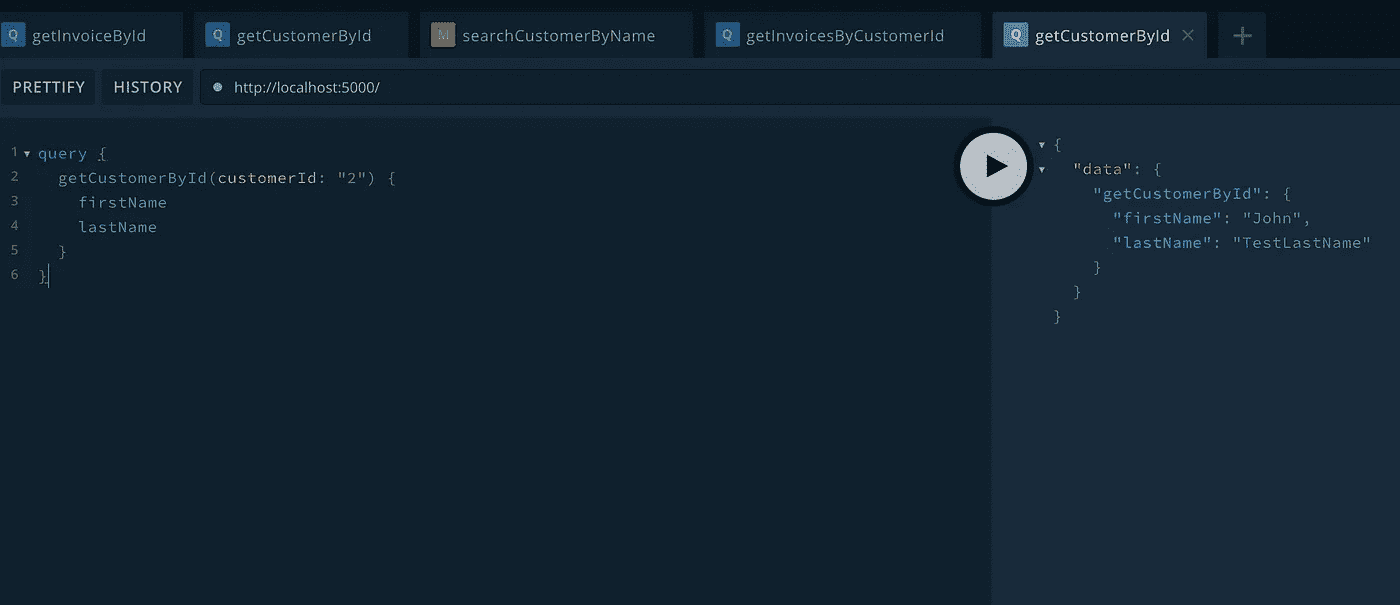 Q getInvoiceById Q getCustomerById M searchCustomerByName Q getInvoicesByCustomerId Q getCustomerById
PRETTIFY HISTORY http://localhost:5000/
1 query {
2 getCustomerById(customerId: "2") {
3 firstName
4 lastName
5 }
6 }
{
"data": {
"getCustomerById": {
"firstName": "John",
"lastName": "TestLastName"
}
}
}